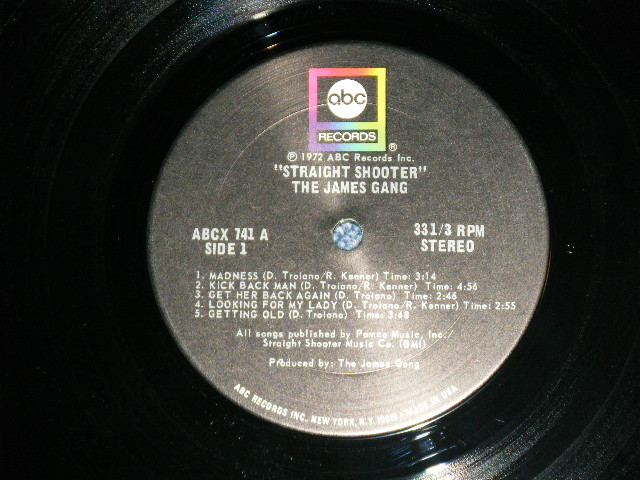 abc
RECORDS ®
℗ 1972 ABC Records Inc.
"STRAIGHT SHOOTER"
THE JAMES GANG
ABCX 741 A
SIDE 1
33 1/3 RPM
STEREO
1. MADNESS (D. Troiano/R. Kenner) Time: 3:14
2. KICK BACK MAN (D. Troiano/R. Kenner) Time: 4:56
3. GET HER BACK AGAIN (D. Troiano) Time: 2:46
4. LOOKING FOR MY LADY (D. Troiano/R. Kenner) Time: 2:55
5. GETTING OLD (D. Troiano) Time: 3:48
All songs published by Pamco Music, Inc.
Straight Shooter Music Co. (BMI)
Produced by: The James Gang
ABC RECORDS INC. NEW YORK, N.Y. 10019 • MADE IN USA